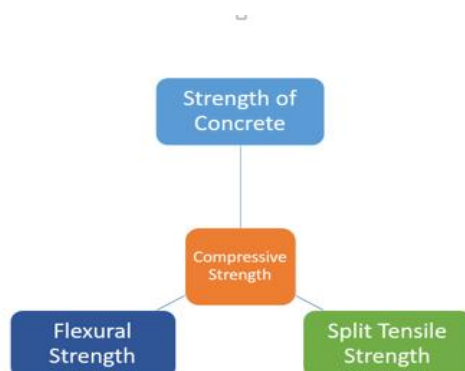 Strength of
Concrete
Compressive
Strength
Flexural
Strength
Split Tensile
Strength